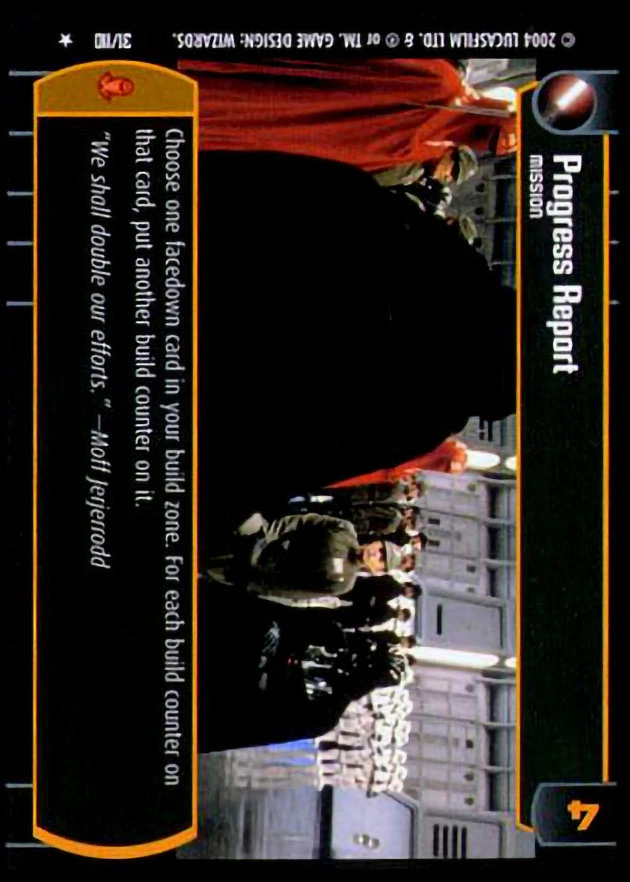 Progress Report
MISSION
4
Choose one facedown card in your build zone. For each build counter on
that card, put another build counter on it.
"We shall double our efforts." —Moff Jerjerrodd
© 2004 LUCASFILM LTD. & ® or TM. GAME DESIGN: WIZARDS.
31/110 ★